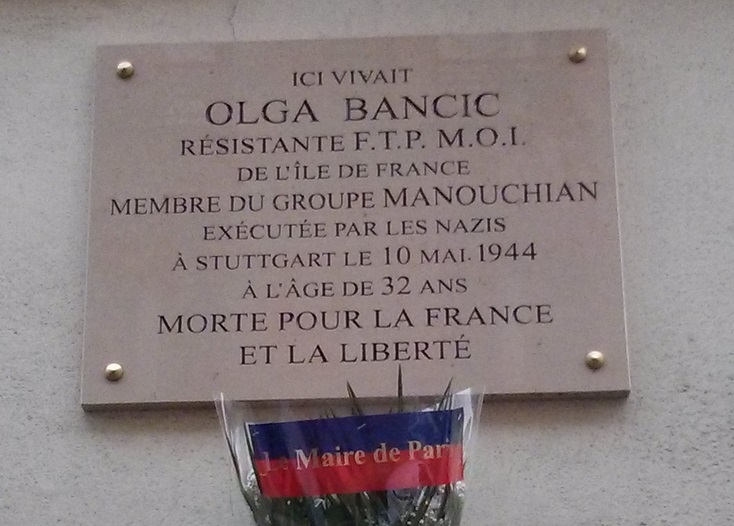 ICI VIVAIT
OLGA BANCIC
RÉSISTANTE F.T.P. M.O.I.
DE L'ÎLE DE FRANCE
MEMBRE DU GROUPE MANOUCHIAN
EXÉCUTÉE PAR LES NAZIS
À STUTTGART LE 10 MAI 1944
À L'ÂGE DE 32 ANS
MORTE POUR LA FRANCE
ET LA LIBERTÉ
Le Maire de Paris